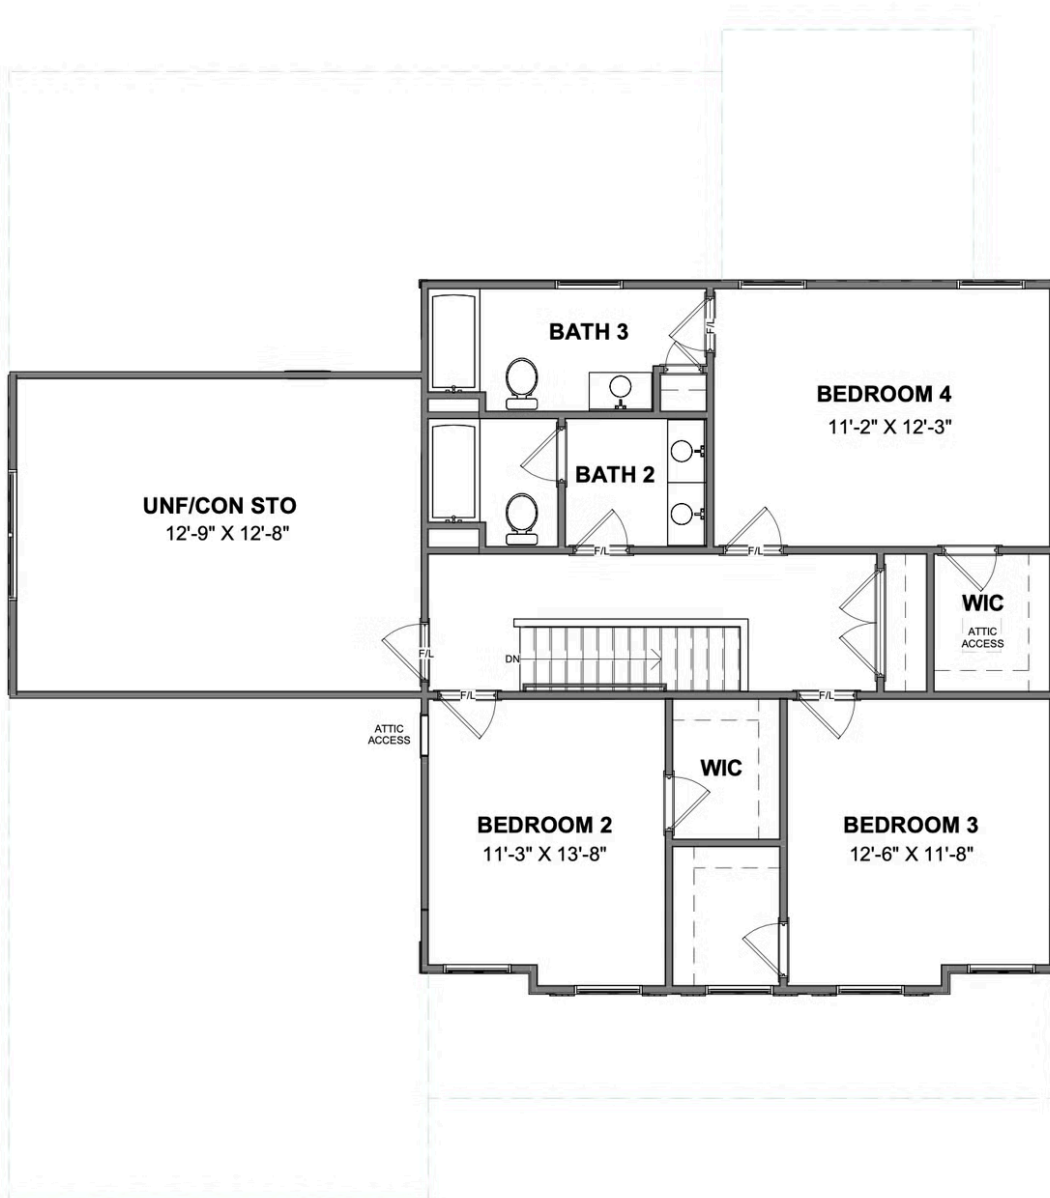 BATH 3
F/L
BEDROOM 4
11'-2" X 12'-3"
BATH 2
UNF/CON STO
12'-9" X 12'-8"
F/L
F/L
WIC
ATTIC
ACCESS
F/L
DN
F/L
F/L
ATTIC
ACCESS
WIC
BEDROOM 2
11'-3" X 13'-8"
BEDROOM 3
12'-6" X 11'-8"